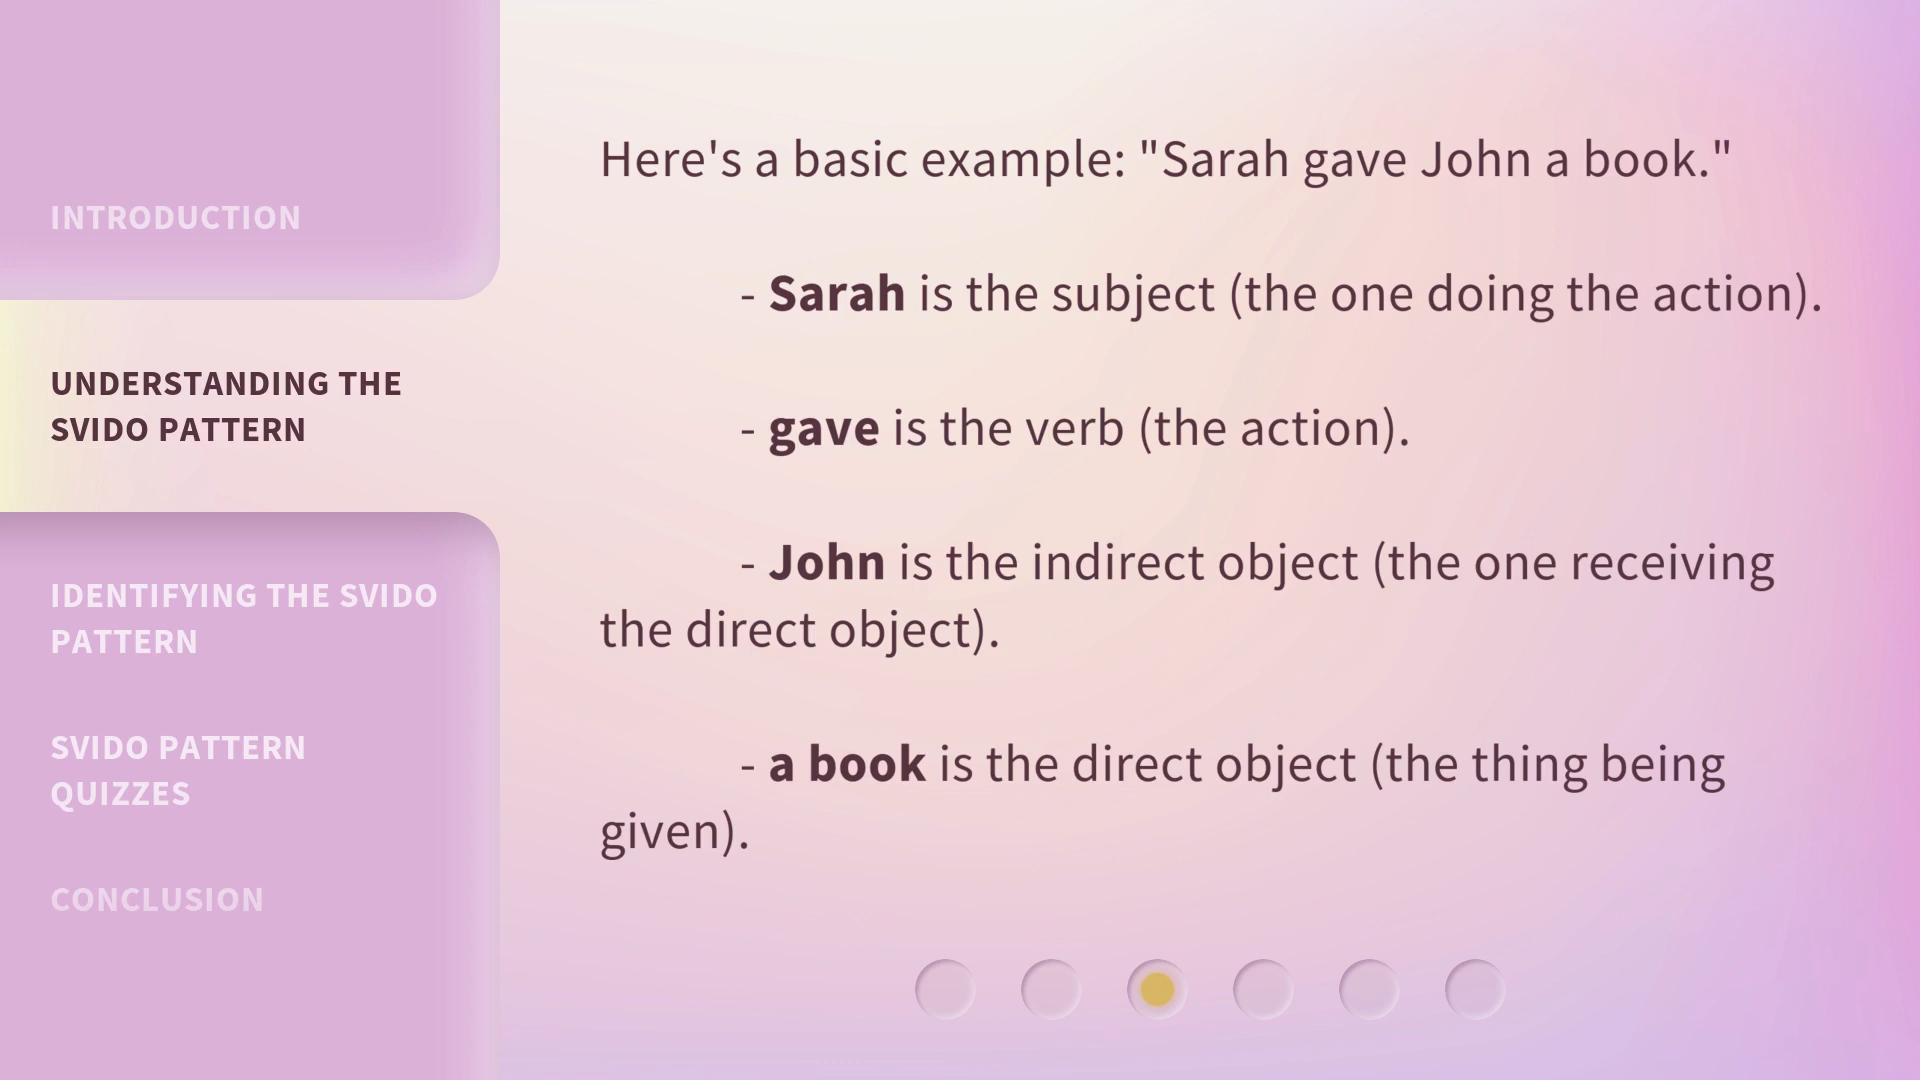 INTRODUCTION
UNDERSTANDING THE
SVIDO PATTERN
IDENTIFYING THE SVIDO
PATTERN
SVIDO PATTERN
QUIZZES
CONCLUSION
Here's a basic example: "Sarah gave John a book."
- Sarah is the subject (the one doing the action).
- gave is the verb (the action).
- John is the indirect object (the one receiving
the direct object).
- a book is the direct object (the thing being
given).